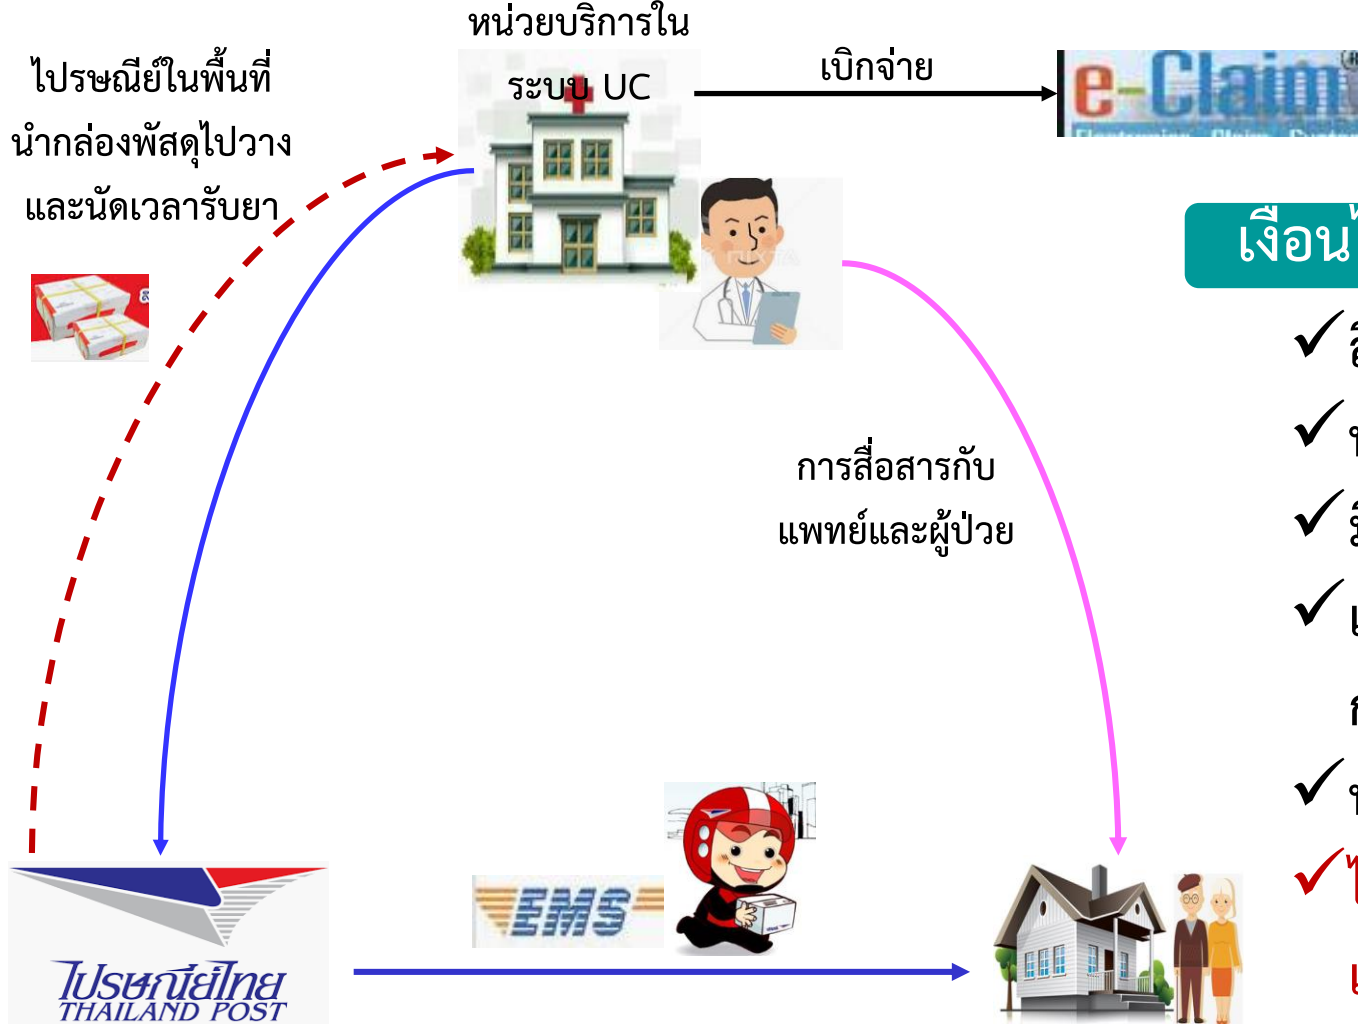 หน่วยบริการใน
ระบบ UC
ไปรษณีย์ในพื้นที่
นำกล่องพัสดุไปวาง
และนัดเวลารับยา
เบิกจ่าย
e-Claim
เงื่อนไ
การสื่อสารกับ
แพทย์และผู้ป่วย
EMS
ไปรษณีย์ไทย
THAILAND POST